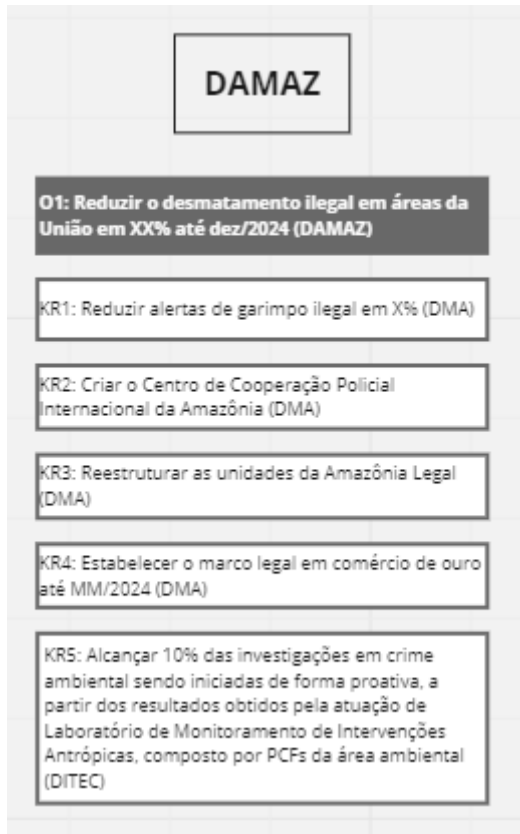 DAMAZ
O1: Reduzir o desmatamento ilegal em áreas da
União em XX% até dez/2024 (DAMAZ)
KR1: Reduzir alertas de garimpo ilegal em X% (DMA)
KR2: Criar o Centro de Cooperação Policial
Internacional da Amazônia (DMA)
KR3: Reestruturar as unidades da Amazônia Legal
(DMA)
KR4: Estabelecer o marco legal em comércio de ouro
até MM/2024 (DMA)
KR5: Alcançar 10% das investigações em crime
ambiental sendo iniciadas de forma proativa, a
partir dos resultados obtidos pela atuação de
Laboratório de Monitoramento de Intervenções
Antrópicas, composto por PCFs da área ambiental
(DITEC)